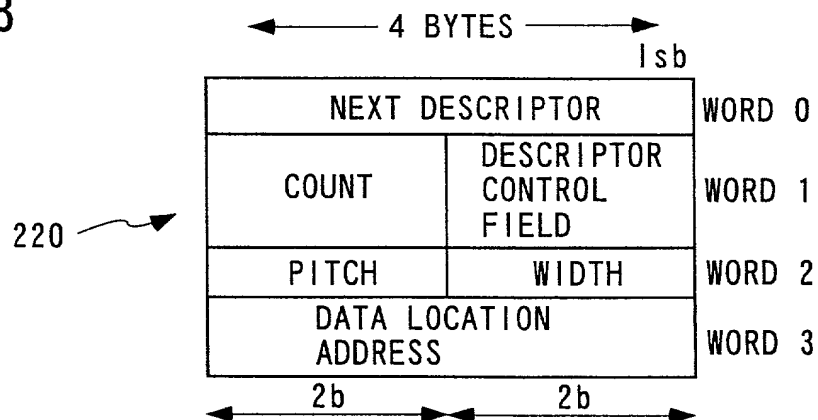 4 BYTES
lsb
NEXT DESCRIPTOR WORD 0
COUNT DESCRIPTOR CONTROL FIELD WORD 1
220
PITCH WIDTH WORD 2
DATA LOCATION ADDRESS WORD 3
2b 2b